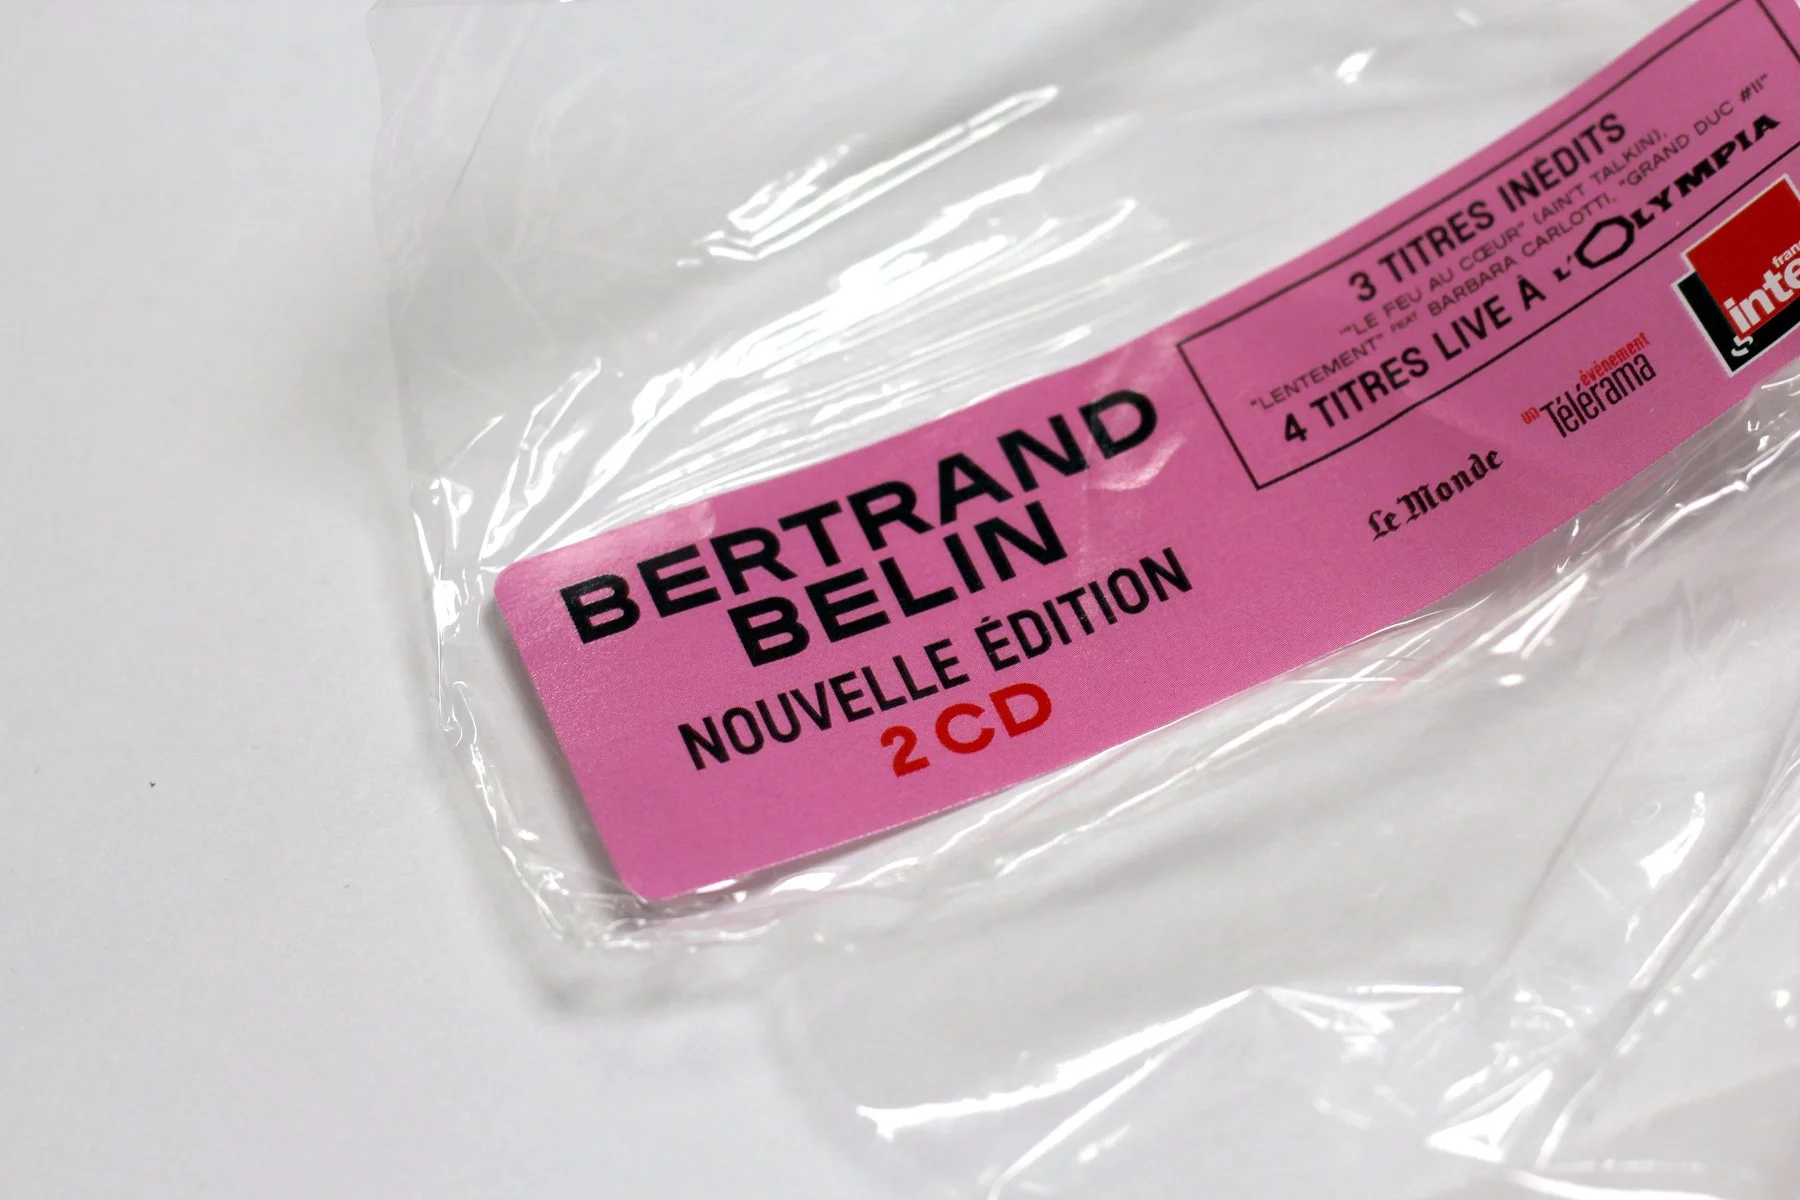 BERTRAND
BELIN
NOUVELLE ÉDITION
2 CD
3 TITRES INÉDITS
"LE FEU AU CŒUR" (AIN'T TALKIN),
"LENTEMENT" FEAT BARBARA CARLOTTI, "GRAND DUC #II"
4 TITRES LIVE À L'OLYMPIA
Le Monde
un événement
Télérama
inte